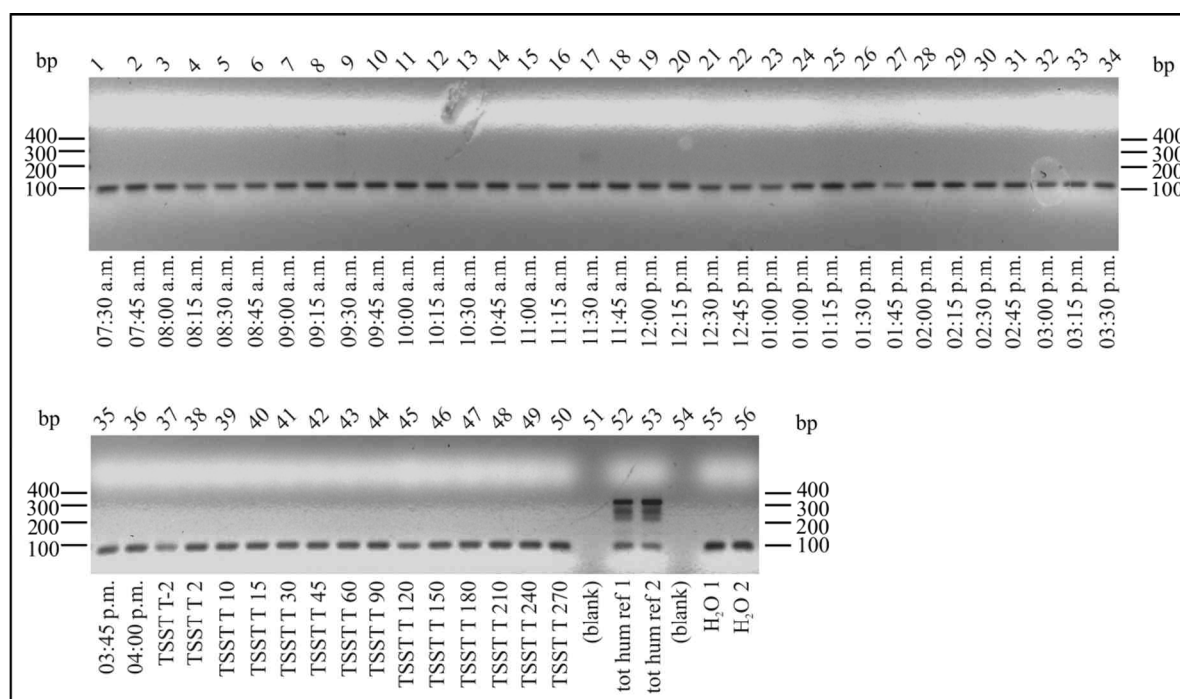 bp 1 2 3 4 5 6 7 8 9 10 11 12 13 14 15 16 17 18 19 20 21 22 23 24 25 26 27 28 29 30 31 32 33 34 bp
400 400
300 300
200 200
100 100
07:30 a.m. 07:45 a.m. 08:00 a.m. 08:15 a.m. 08:30 a.m. 08:45 a.m. 09:00 a.m. 09:15 a.m. 09:30 a.m. 09:45 a.m. 10:00 a.m. 10:15 a.m. 10:30 a.m. 10:45 a.m. 11:00 a.m. 11:15 a.m. 11:30 a.m. 11:45 a.m. 12:00 p.m. 12:15 p.m. 12:30 p.m. 12:45 p.m. 01:00 p.m. 01:00 p.m. 01:15 p.m. 01:30 p.m. 01:45 p.m. 02:00 p.m. 02:15 p.m. 02:30 p.m. 02:45 p.m. 03:00 p.m. 03:15 p.m. 03:30 p.m.
bp 35 36 37 38 39 40 41 42 43 44 45 46 47 48 49 50 51 52 53 54 55 56 bp
400 400
300 300
200 200
100 100
03:45 p.m. 04:00 p.m. TSST T-2 TSST T 2 TSST T 10 TSST T 15 TSST T 30 TSST T 45 TSST T 60 TSST T 90 TSST T 120 TSST T 150 TSST T 180 TSST T 210 TSST T 240 TSST T 270 (blank) tot hum ref 1 tot hum ref 2 (blank) H₂O 1 H₂O 2